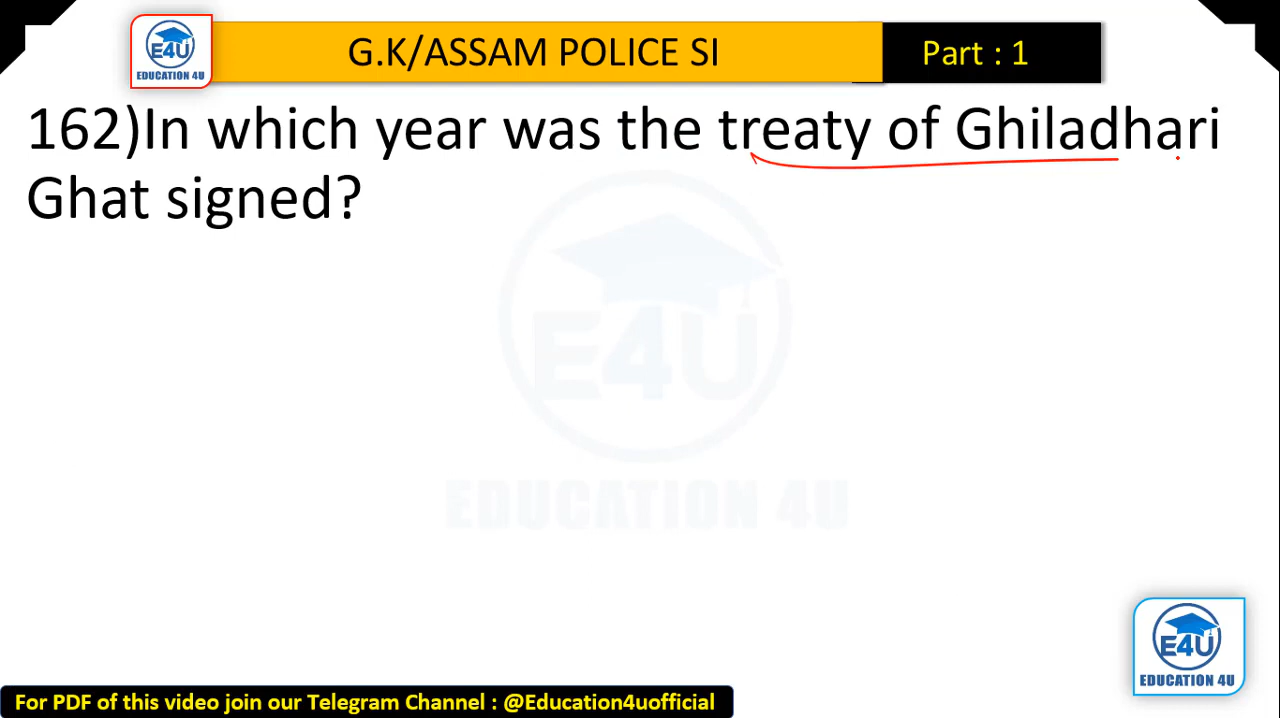 E4U
EDUCATION 4U
G.K/ASSAM POLICE SI
Part : 1
162)In which year was the treaty of Ghiladhari
Ghat signed?
E4U
EDUCATION 4U
E4U
EDUCATION 4U
For PDF of this video join our Telegram Channel : @Education4uofficial